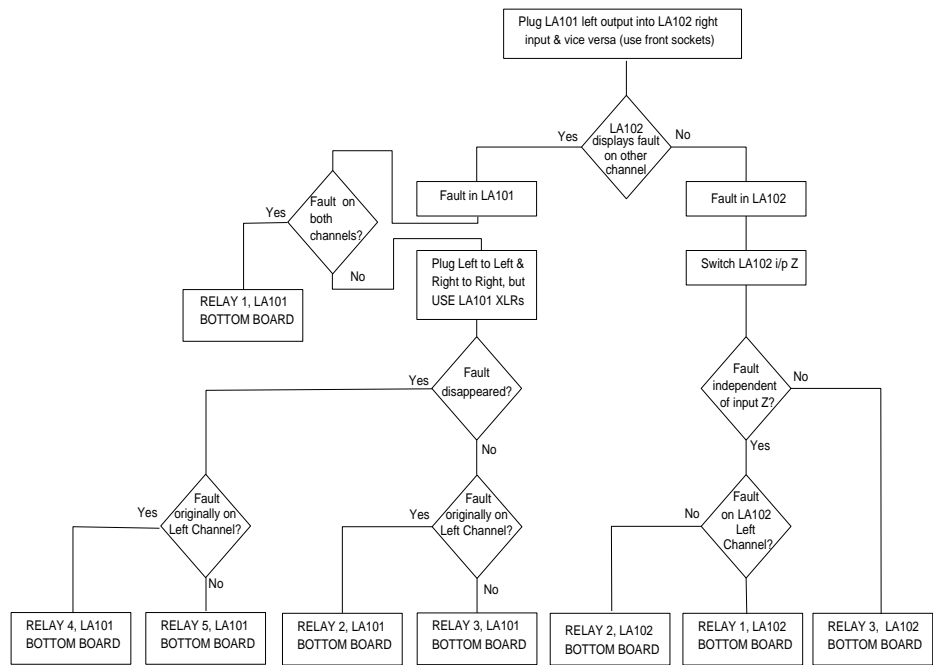 Plug LA101 left output into LA102 right
input & vice versa (use front sockets)
LA102
displays fault
on other
channel
Yes
No
Fault in LA101
Fault in LA102
Fault on
both
channels?
Yes
No
Plug Left to Left &
Right to Right, but
USE LA101 XLRs
Switch LA102 i/p Z
RELAY 1, LA101
BOTTOM BOARD
Fault
disappeared?
Yes
No
Fault
independent
of input Z?
No
Yes
Fault
originally on
Left Channel?
Yes
No
Fault
originally on
Left Channel?
Yes
No
Fault
on LA102
Left
Channel?
No
RELAY 4, LA101
BOTTOM BOARD
RELAY 5, LA101
BOTTOM BOARD
RELAY 2, LA101
BOTTOM BOARD
RELAY 3, LA101
BOTTOM BOARD
RELAY 2, LA102
BOTTOM BOARD
RELAY 1, LA102
BOTTOM BOARD
RELAY 3, LA102
BOTTOM BOARD